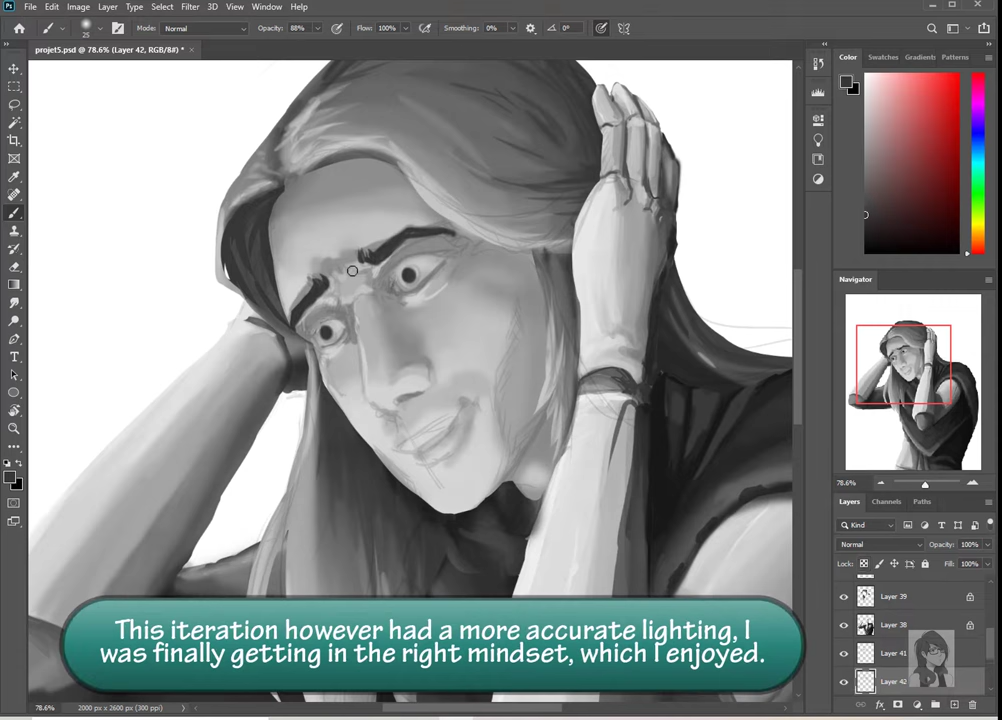 File Edit Image Layer Type Select Filter 3D View Window Help
25 Mode: Normal Opacity: 88% Flow: 100% Smoothing: 0% 0°
projet5.psd @ 78.6% (Layer 42, RGB/8#) *
Color Swatches Gradients Patterns
Navigator
78.6%
Layers Channels Paths
Kind
Normal Opacity: 100%
Lock: Fill: 100%
Layer 39
Layer 38
Layer 41
Layer 42
This iteration however had a more accurate lighting, I
was finally getting in the right mindset, which I enjoyed.
78.6% 2000 px x 2600 px (300 ppi)